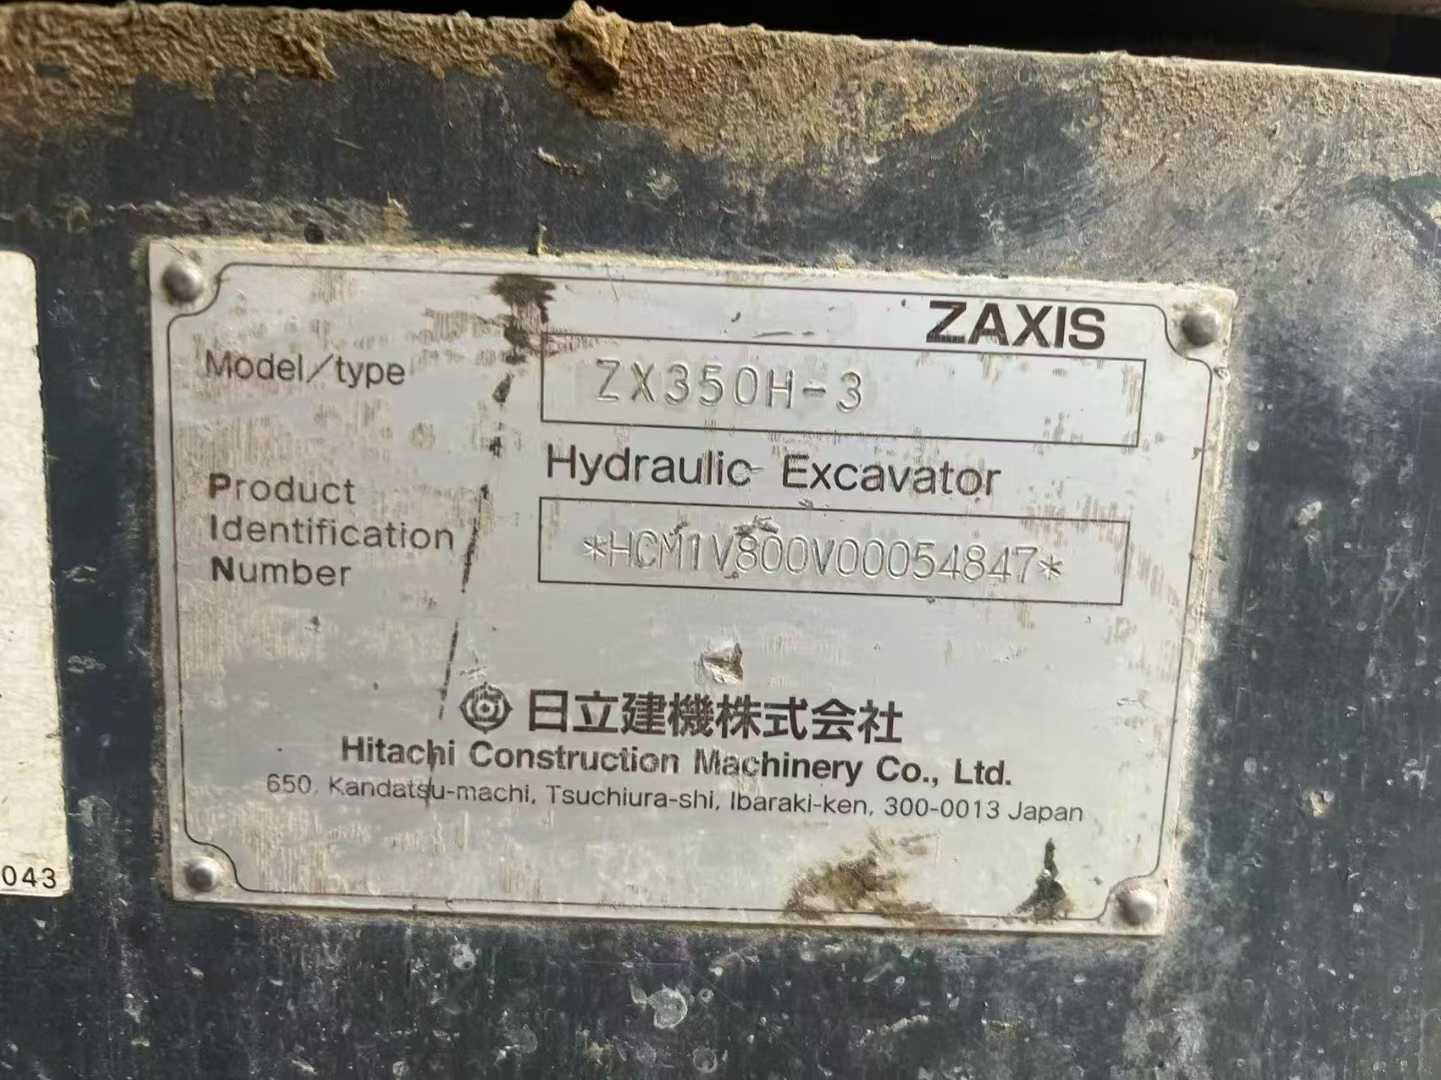 ZAXIS
Model/type
ZX350H-3
Hydraulic Excavator
Product
Identification
Number
*HCM1V800V00054847*
日立建機株式会社
Hitachi Construction Machinery Co., Ltd.
650, Kandatsu-machi, Tsuchiura-shi, Ibaraki-ken, 300-0013 Japan
043